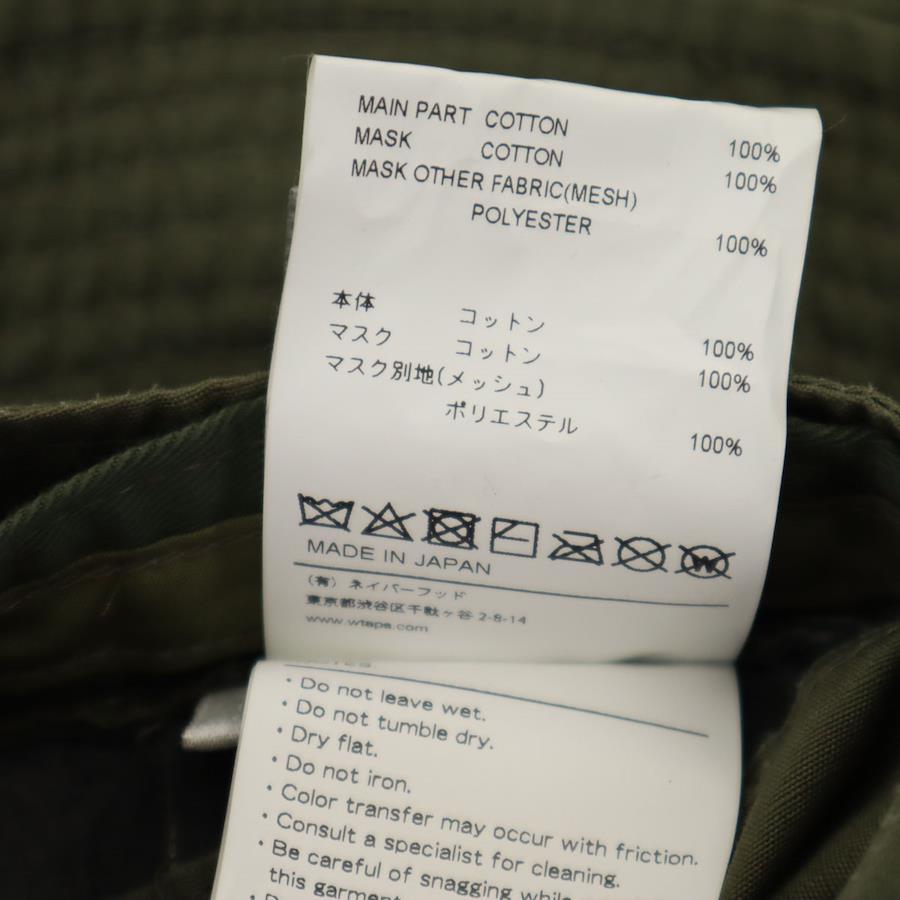 MAIN PART COTTON 100%
MASK COTTON 100%
MASK OTHER FABRIC(MESH)
POLYESTER 100%
本体 コットン 100%
マスク コットン 100%
マスク別地(メッシュ)
ポリエステル 100%
W
MADE IN JAPAN
(有) ネイバーフッド
東京都渋谷区千駄ヶ谷 2-8-14
www.wtaps.com
・Do not leave wet.
・Do not tumble dry.
・Dry flat.
・Do not iron.
・Color transfer may occur with friction.
・Consult a specialist for cleaning.
・Be careful of snagging while
this garment